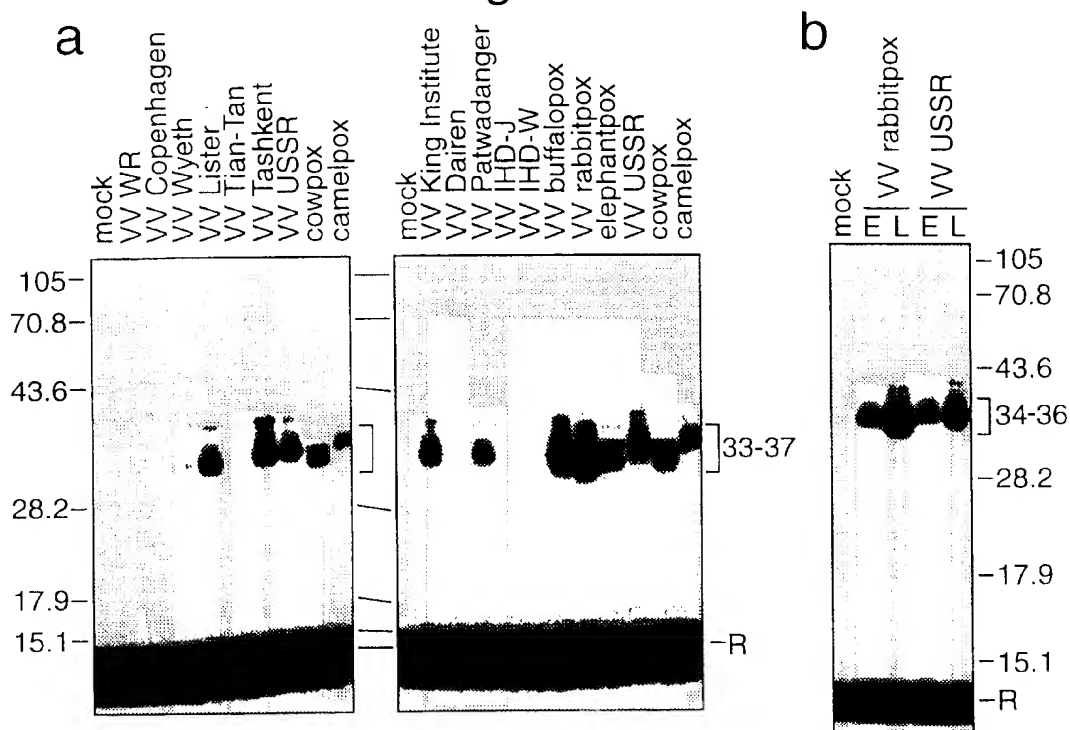 a
b
mock
VV WR
VV Copenhagen
VV Wyeth
VV Lister
VV Tian-Tan
VV Tashkent
VV USSR
cowpox
camelpox
mock
VV King Institute
VV Dairen
VV Patwadanger
VV IHD-J
VV IHD-W
VV buffalopox
VV rabbitpox
elephantpox
VV USSR
cowpox
camelpox
mock
VV rabbitpox
VV USSR
E L E L
105
70.8
43.6
28.2
17.9
15.1
33-37
R
105
70.8
43.6
34-36
28.2
17.9
15.1
R